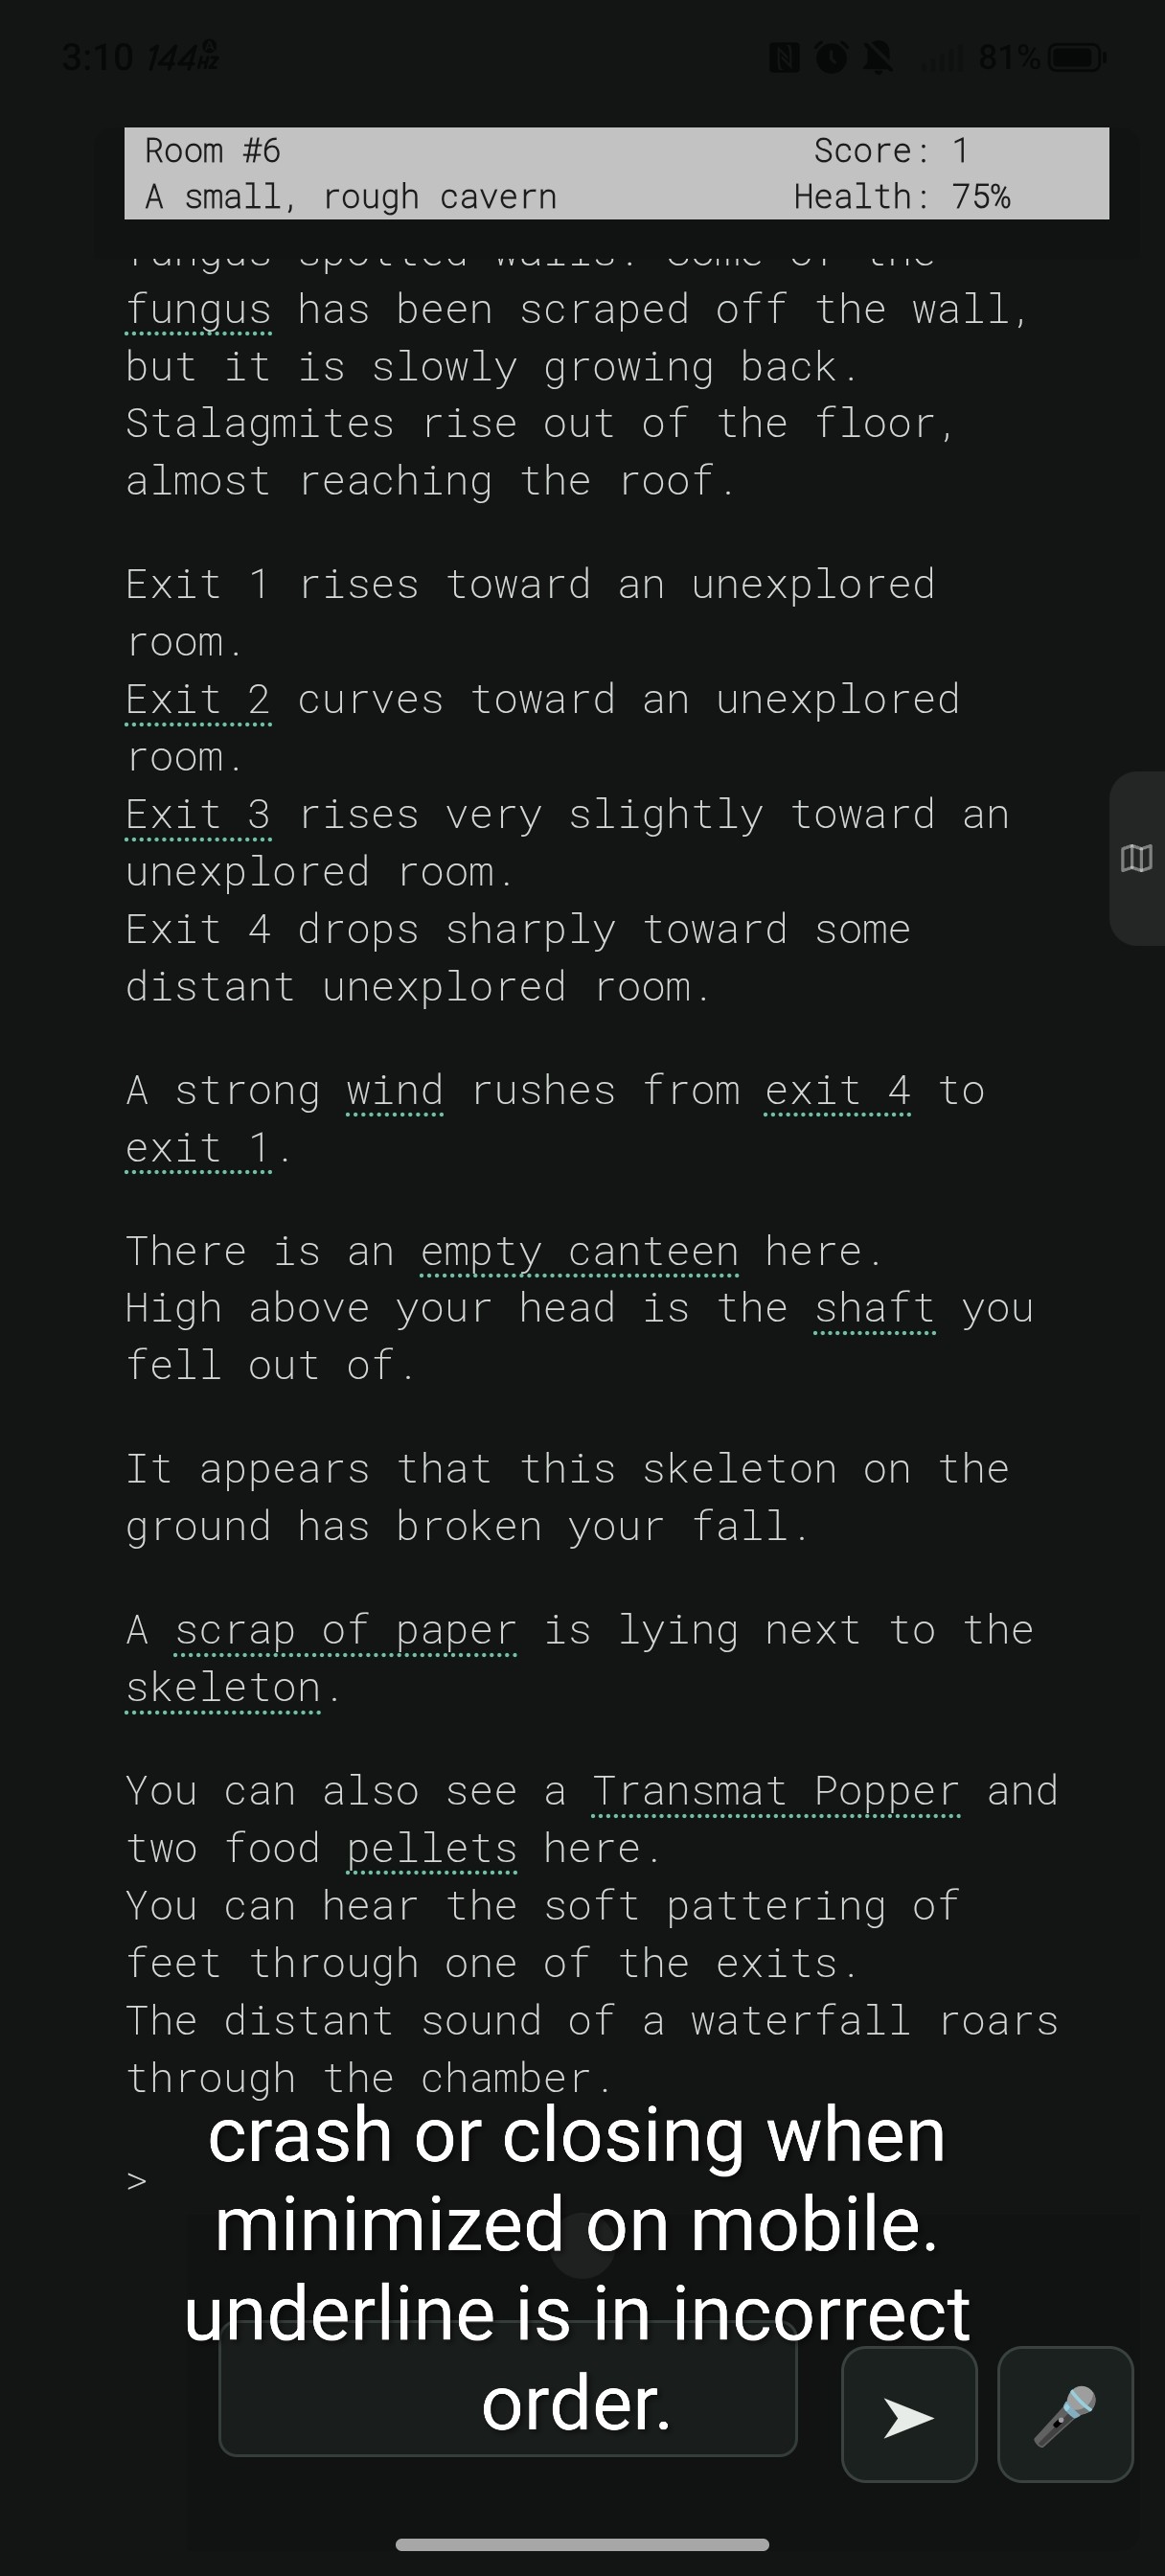 3:10 144HZ 81%
Room #6 Score: 1
A small, rough cavern Health: 75%
fungus spotted walls. Some of the
fungus has been scraped off the wall,
but it is slowly growing back.
Stalagmites rise out of the floor,
almost reaching the roof.
Exit 1 rises toward an unexplored
room.
Exit 2 curves toward an unexplored
room.
Exit 3 rises very slightly toward an
unexplored room.
Exit 4 drops sharply toward some
distant unexplored room.
A strong wind rushes from exit 4 to
exit 1.
There is an empty canteen here.
High above your head is the shaft you
fell out of.
It appears that this skeleton on the
ground has broken your fall.
A scrap of paper is lying next to the
skeleton.
You can also see a Transmat Popper and
two food pellets here.
You can hear the soft pattering of
feet through one of the exits.
The distant sound of a waterfall roars
through the chamber.
>
crash or closing when
minimized on mobile.
underline is in incorrect
order.